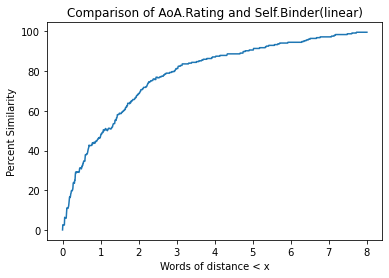 Comparison of AoA.Rating and Self.Binder(linear)
100
80
60
40
20
0
Percent Similarity
0 1 2 3 4 5 6 7 8
Words of distance < x